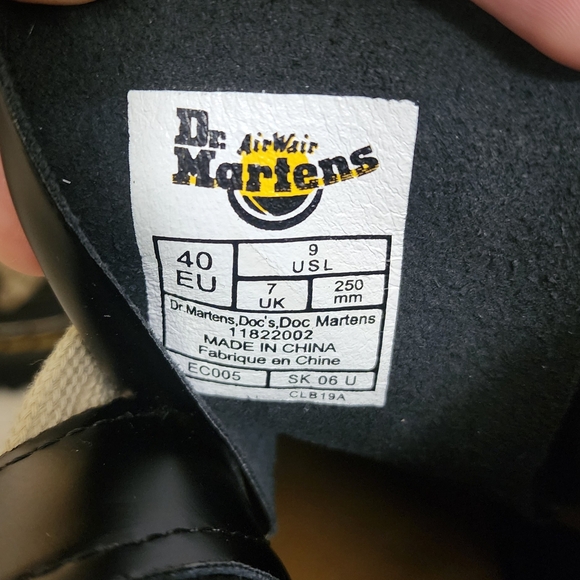 Dr. AirWair
Martens
40
EU
9
USL
7
UK
250
mm
Dr.Martens,Doc's,Doc Martens
11822002
MADE IN CHINA
Fabrique en Chine
EC005
SK 06 U
CLB19A